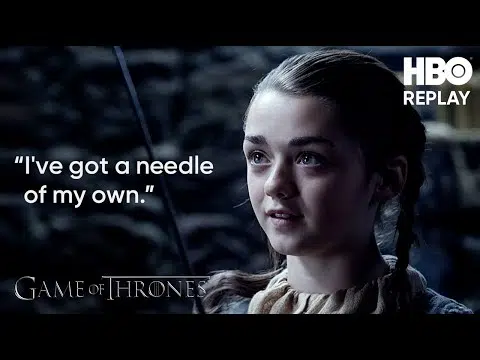 HBO
REPLAY
“I've got a needle
of my own.”
GAME OF THRONES